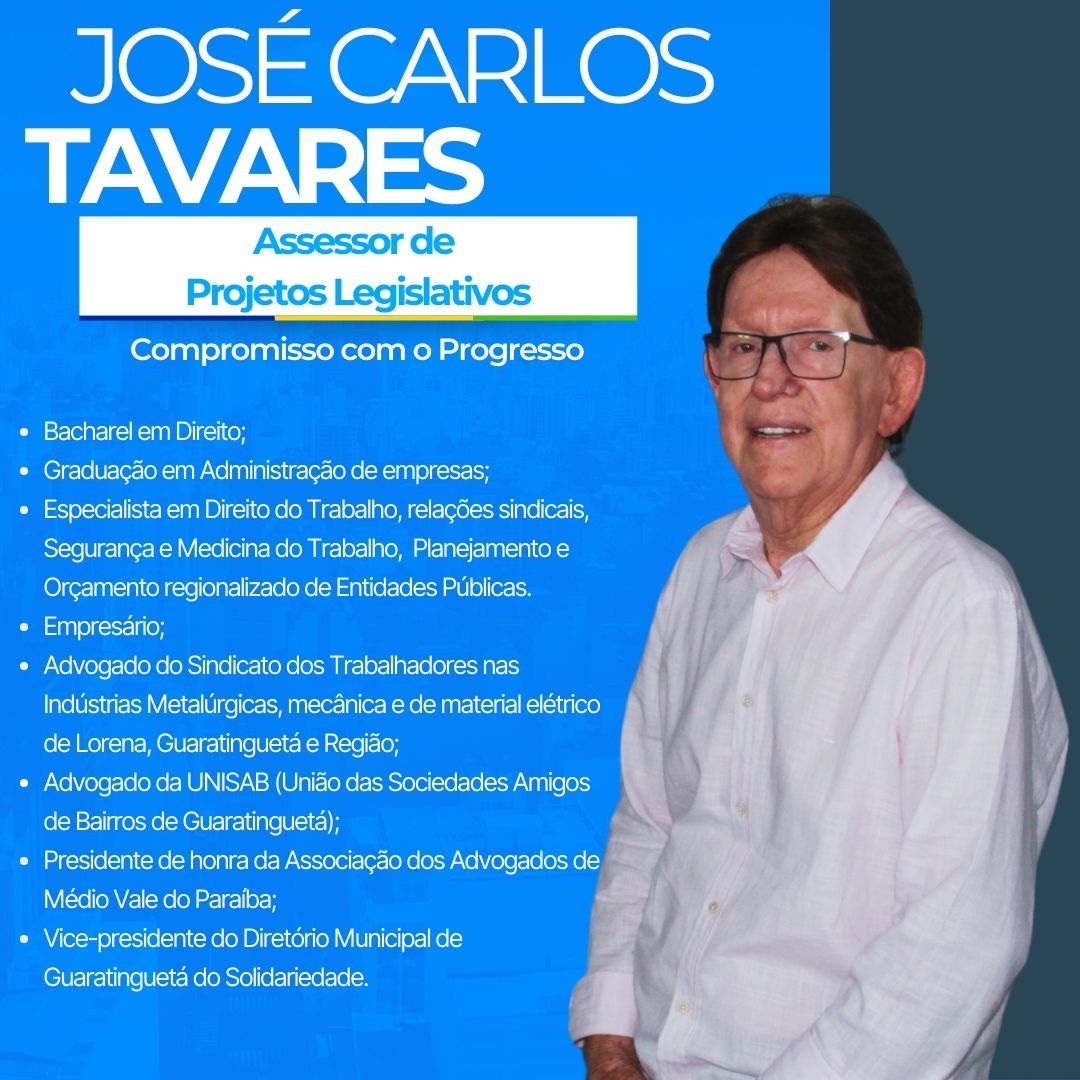 JOSÉ CARLOS
TAVARES
Assessor de
Projetos Legislativos
Compromisso com o Progresso
• Bacharel em Direito;
• Graduação em Administração de empresas;
• Especialista em Direito do Trabalho, relações sindicais,
Segurança e Medicina do Trabalho, Planejamento e
Orçamento regionalizado de Entidades Públicas.
• Empresário;
• Advogado do Sindicato dos Trabalhadores nas
Indústrias Metalúrgicas, mecânica e de material elétrico
de Lorena, Guaratinguetá e Região;
• Advogado da UNISAB (União das Sociedades Amigos
de Bairros de Guaratinguetá);
• Presidente de honra da Associação dos Advogados de
Médio Vale do Paraíba;
• Vice-presidente do Diretório Municipal de
Guaratinguetá do Solidariedade.